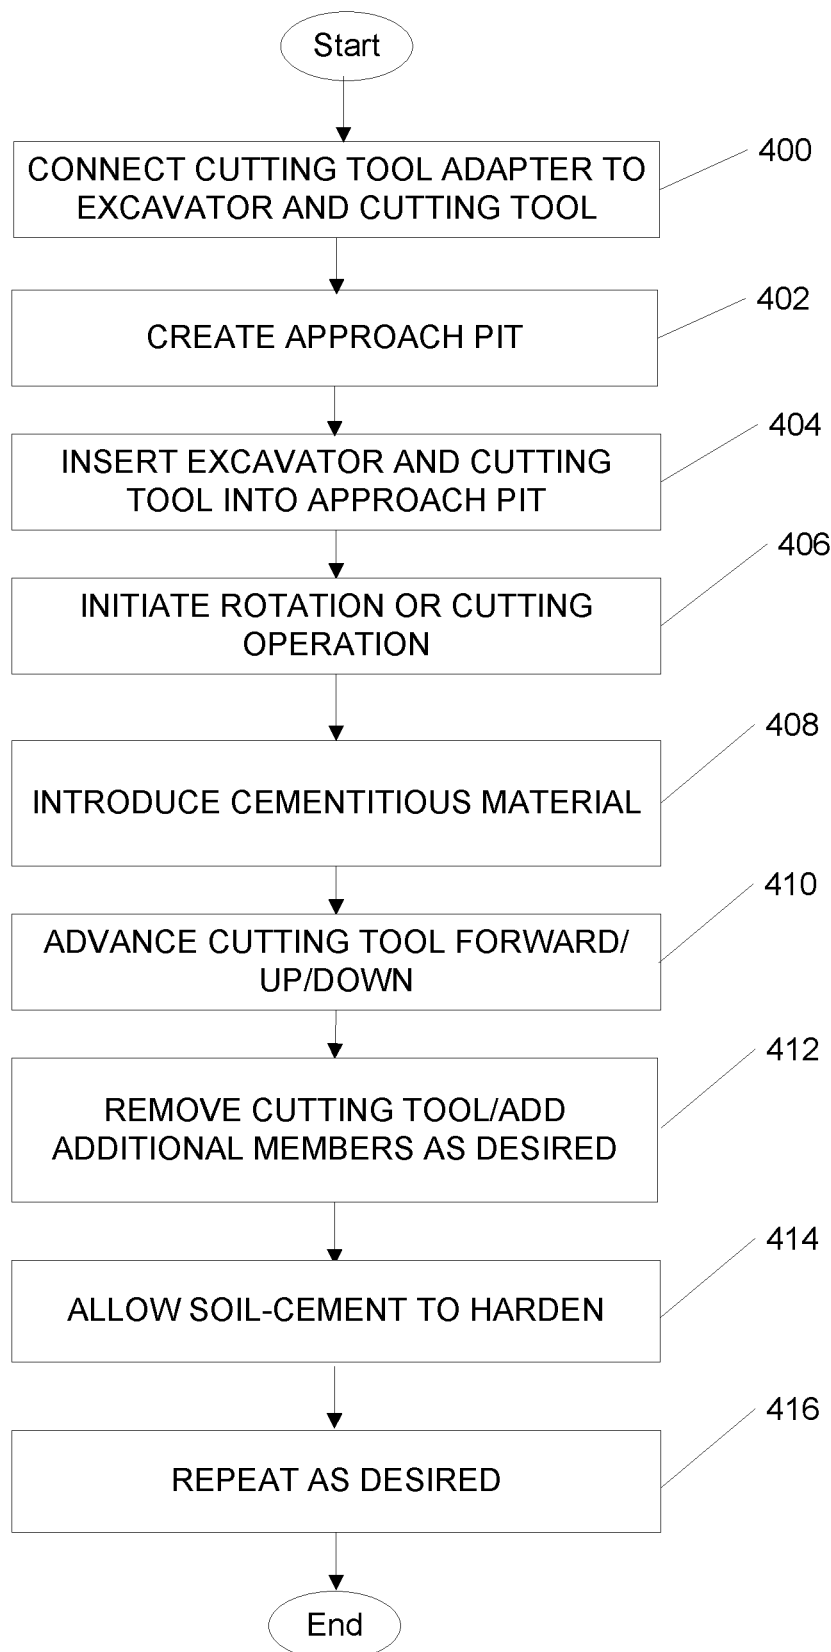 Start
400
CONNECT CUTTING TOOL ADAPTER TO
EXCAVATOR AND CUTTING TOOL
402
CREATE APPROACH PIT
404
INSERT EXCAVATOR AND CUTTING
TOOL INTO APPROACH PIT
406
INITIATE ROTATION OR CUTTING
OPERATION
408
INTRODUCE CEMENTITIOUS MATERIAL
410
ADVANCE CUTTING TOOL FORWARD/
UP/DOWN
412
REMOVE CUTTING TOOL/ADD
ADDITIONAL MEMBERS AS DESIRED
414
ALLOW SOIL-CEMENT TO HARDEN
416
REPEAT AS DESIRED
End